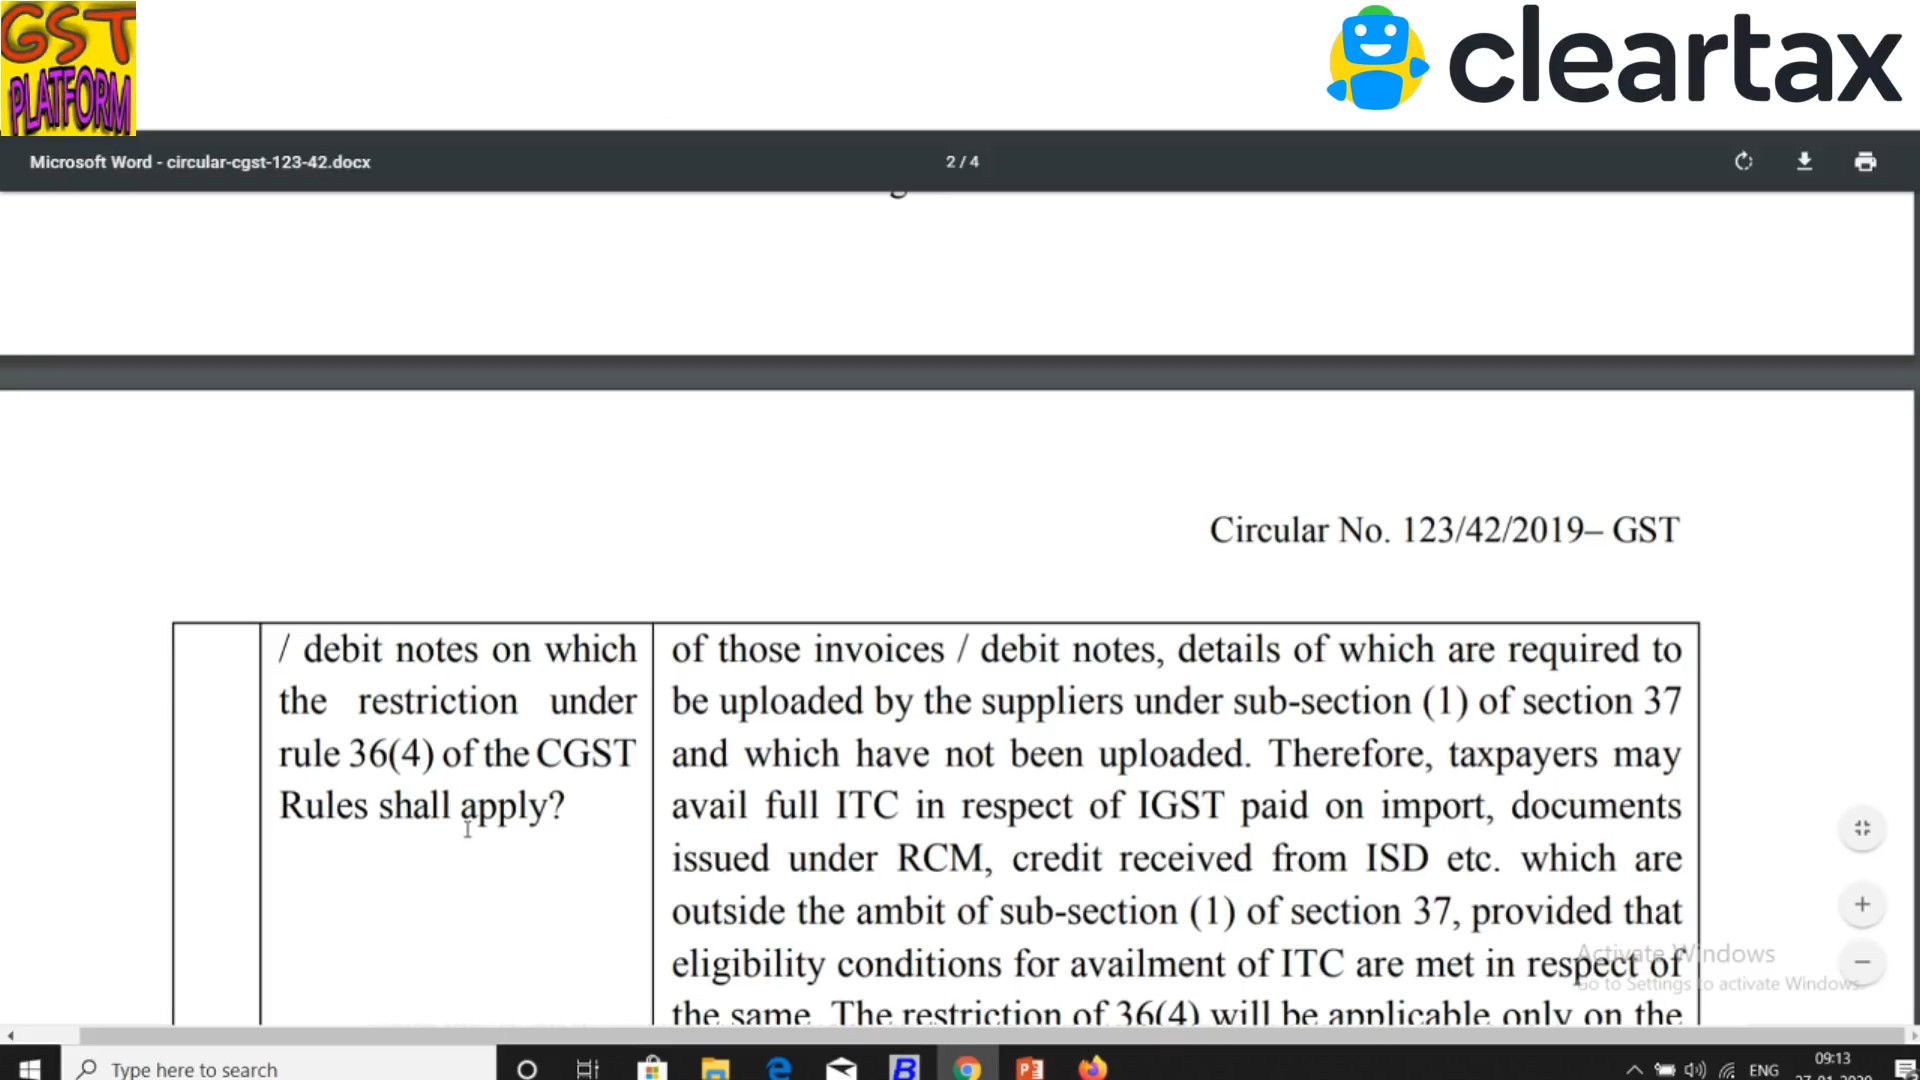 GST
PLATFORM
cleartax
Microsoft Word - circular-cgst-123-42.docx
2 / 4
Circular No. 123/42/2019– GST
/ debit notes on which
the restriction under
rule 36(4) of the CGST
Rules shall apply?
of those invoices / debit notes, details of which are required to
be uploaded by the suppliers under sub-section (1) of section 37
and which have not been uploaded. Therefore, taxpayers may
avail full ITC in respect of IGST paid on import, documents
issued under RCM, credit received from ISD etc. which are
outside the ambit of sub-section (1) of section 37, provided that
eligibility conditions for availment of ITC are met in respect of
the same. The restriction of 36(4) will be applicable only on the
Activate Windows
Go to Settings to activate Windows.
Type here to search
ENG
09:13